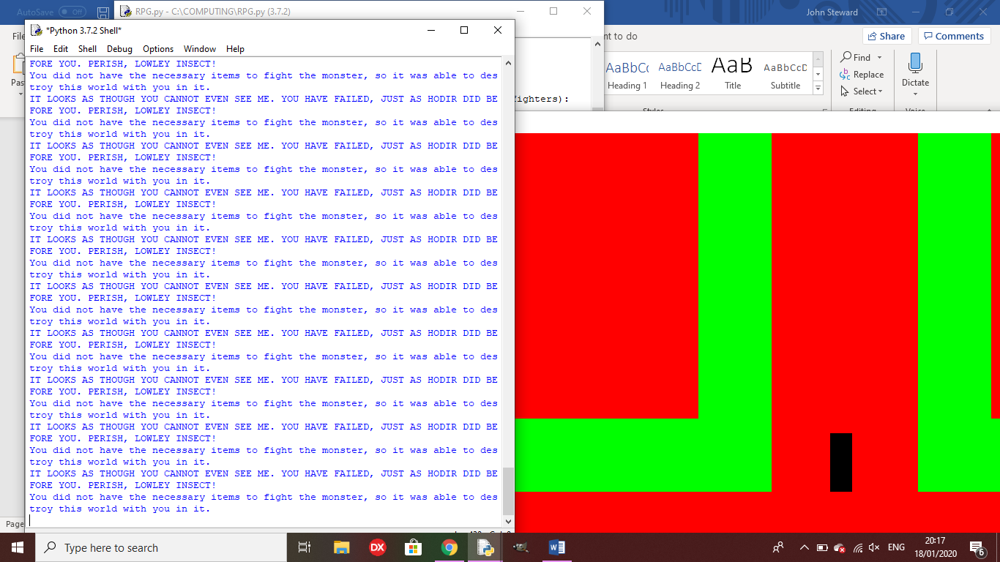 AutoSave Off
RPG.py - C:\COMPUTING\RPG.py (3.7.2)
John Steward
*Python 3.7.2 Shell*
nt to do
Share
Comments
File Edit Shell Debug Options Window Help
Find
Replace
Select
Dictate
AaBbCc AaBbCcD AaB AaBbCcD
Heading 1 Heading 2 Title Subtitle
fighters):
FORE YOU. PERISH, LOWLEY INSECT!
You did not have the necessary items to fight the monster, so it was able to des
troy this world with you in it.
IT LOOKS AS THOUGH YOU CANNOT EVEN SEE ME. YOU HAVE FAILED, JUST AS HODIR DID BE
FORE YOU. PERISH, LOWLEY INSECT!
You did not have the necessary items to fight the monster, so it was able to des
troy this world with you in it.
IT LOOKS AS THOUGH YOU CANNOT EVEN SEE ME. YOU HAVE FAILED, JUST AS HODIR DID BE
FORE YOU. PERISH, LOWLEY INSECT!
You did not have the necessary items to fight the monster, so it was able to des
troy this world with you in it.
IT LOOKS AS THOUGH YOU CANNOT EVEN SEE ME. YOU HAVE FAILED, JUST AS HODIR DID BE
FORE YOU. PERISH, LOWLEY INSECT!
You did not have the necessary items to fight the monster, so it was able to des
troy this world with you in it.
IT LOOKS AS THOUGH YOU CANNOT EVEN SEE ME. YOU HAVE FAILED, JUST AS HODIR DID BE
FORE YOU. PERISH, LOWLEY INSECT!
You did not have the necessary items to fight the monster, so it was able to des
troy this world with you in it.
IT LOOKS AS THOUGH YOU CANNOT EVEN SEE ME. YOU HAVE FAILED, JUST AS HODIR DID BE
FORE YOU. PERISH, LOWLEY INSECT!
You did not have the necessary items to fight the monster, so it was able to des
troy this world with you in it.
IT LOOKS AS THOUGH YOU CANNOT EVEN SEE ME. YOU HAVE FAILED, JUST AS HODIR DID BE
FORE YOU. PERISH, LOWLEY INSECT!
You did not have the necessary items to fight the monster, so it was able to des
troy this world with you in it.
IT LOOKS AS THOUGH YOU CANNOT EVEN SEE ME. YOU HAVE FAILED, JUST AS HODIR DID BE
FORE YOU. PERISH, LOWLEY INSECT!
You did not have the necessary items to fight the monster, so it was able to des
troy this world with you in it.
IT LOOKS AS THOUGH YOU CANNOT EVEN SEE ME. YOU HAVE FAILED, JUST AS HODIR DID BE
FORE YOU. PERISH, LOWLEY INSECT!
You did not have the necessary items to fight the monster, so it was able to des
troy this world with you in it.
IT LOOKS AS THOUGH YOU CANNOT EVEN SEE ME. YOU HAVE FAILED, JUST AS HODIR DID BE
FORE YOU. PERISH, LOWLEY INSECT!
You did not have the necessary items to fight the monster, so it was able to des
troy this world with you in it.
Page
Type here to search
ENG
20:17
18/01/2020
6